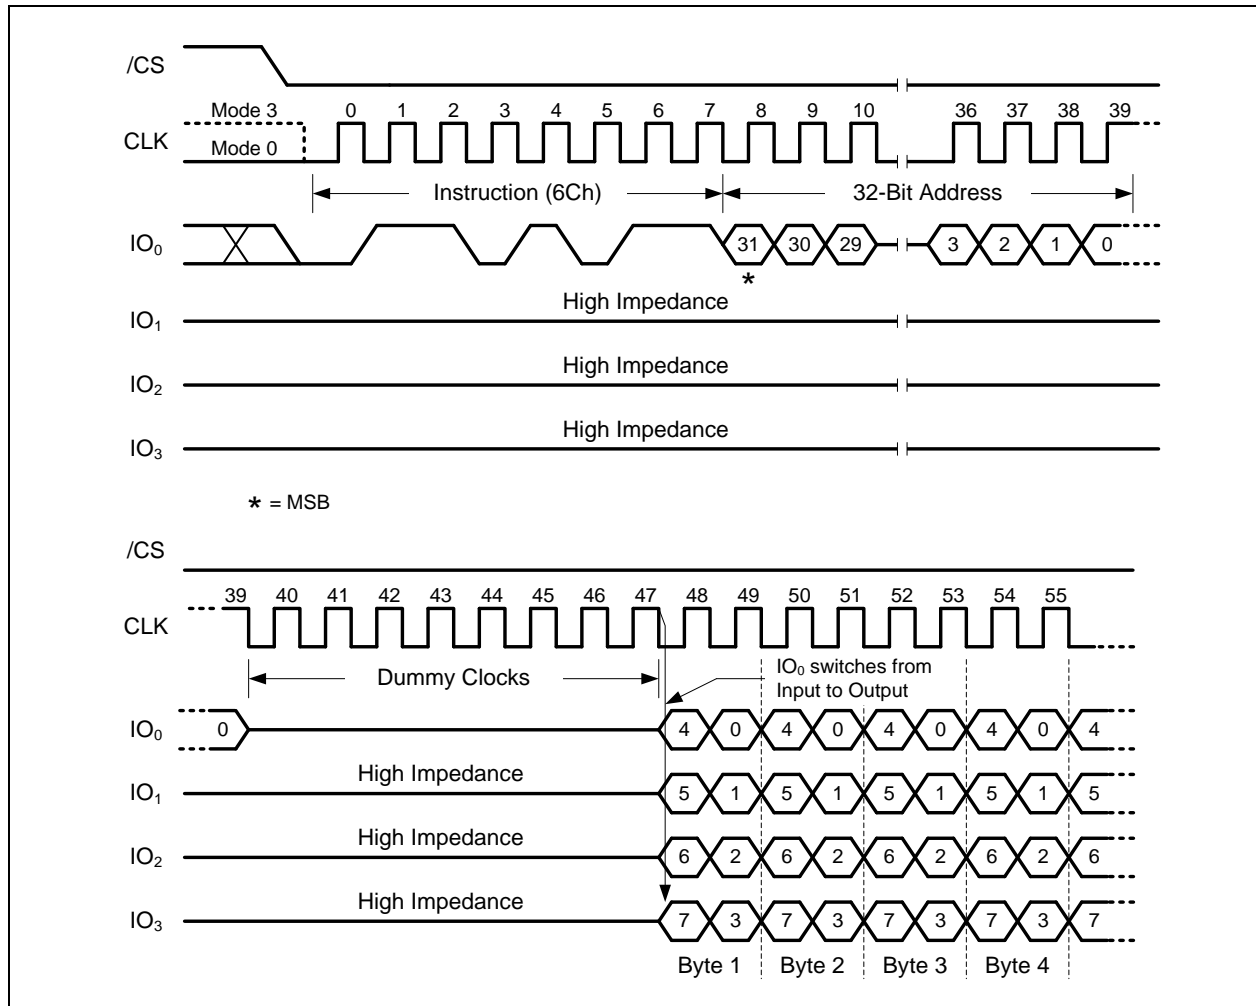 /CS
Mode 3 0 1 2 3 4 5 6 7 8 9 10 36 37 38 39
CLK
Mode 0
Instruction (6Ch) 32-Bit Address
IO₀ 31 30 29 3 2 1 0
*
High Impedance
IO₁
High Impedance
IO₂
High Impedance
IO₃
* = MSB
/CS
39 40 41 42 43 44 45 46 47 48 49 50 51 52 53 54 55
CLK
Dummy Clocks
IO₀ switches from
Input to Output
IO₀ 0 4 0 4 0 4 0 4 0 4
High Impedance
IO₁ 5 1 5 1 5 1 5 1 5
High Impedance
IO₂ 6 2 6 2 6 2 6 2 6
High Impedance
IO₃ 7 3 7 3 7 3 7 3 7
Byte 1 Byte 2 Byte 3 Byte 4